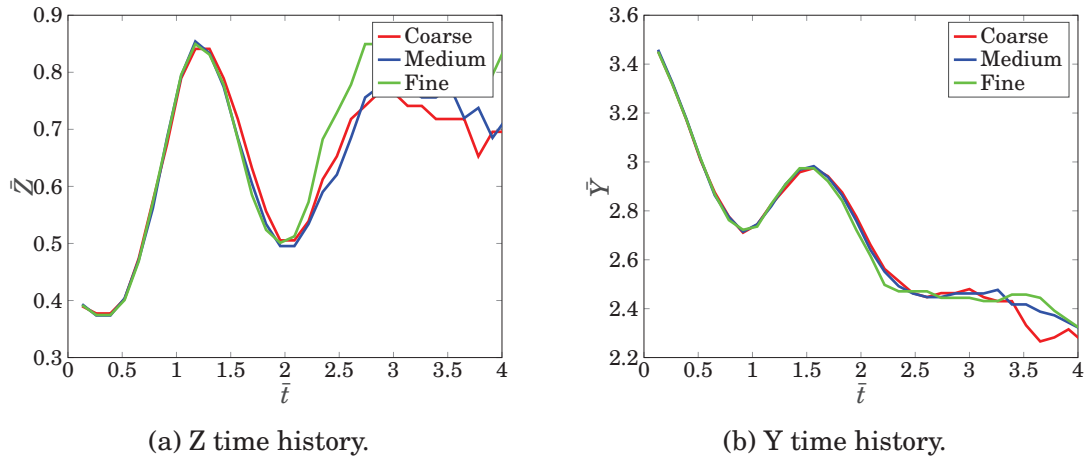 0.9
0.8
0.7
0.6
0.5
0.4
0.3
Z̄
0 0.5 1 1.5 2 2.5 3 3.5 4
t̄
Coarse
Medium
Fine
(a) Z time history.
3.6
3.4
3.2
3
2.8
2.6
2.4
2.2
Ȳ
0 0.5 1 1.5 2 2.5 3 3.5 4
t̄
Coarse
Medium
Fine
(b) Y time history.